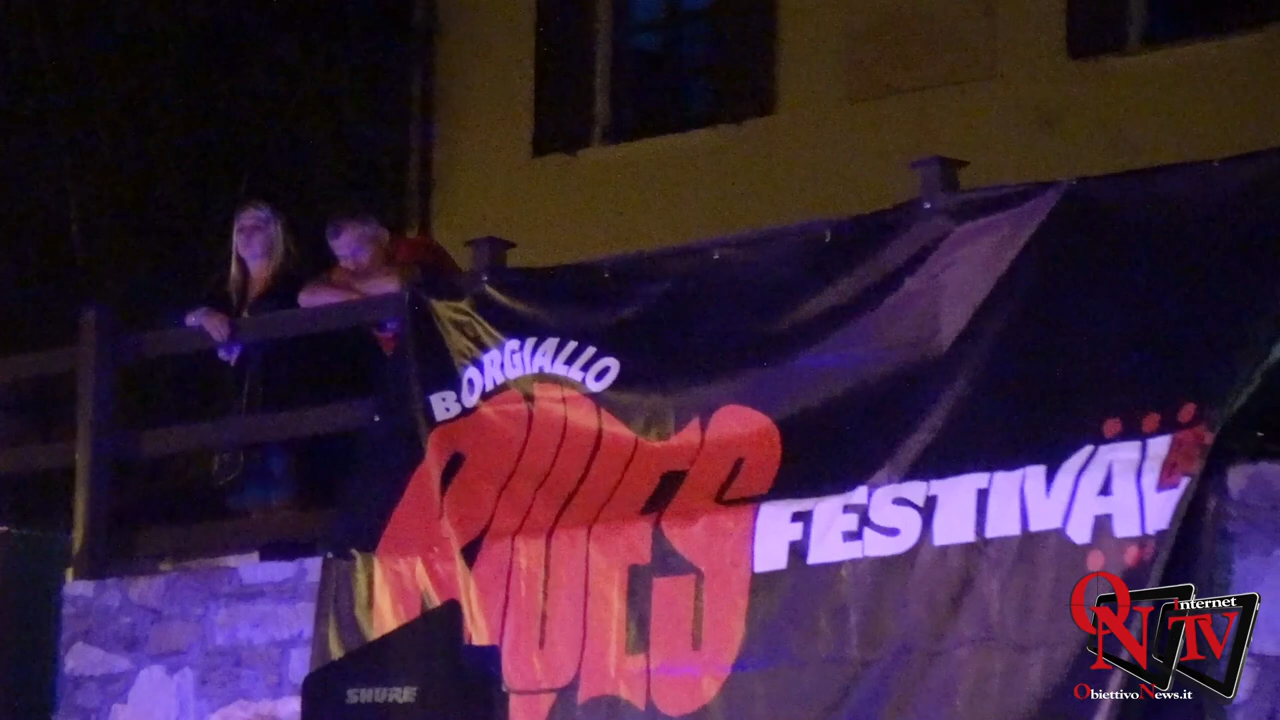 BORGIALLO
BLUES
FESTIVAL
SHURE
ON
internet
TV
ObiettivoNews.it